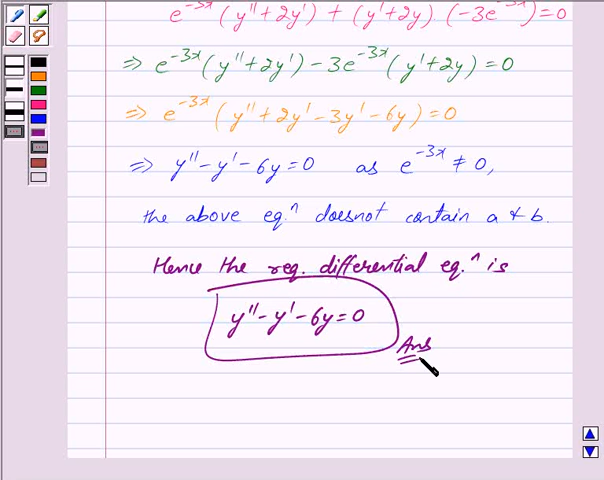 e^{-3x}(y''+2y') + (y'+2y).(-3e^{-3x})=0
=> e^{-3x}(y''+2y') - 3e^{-3x}(y'+2y) = 0
=> e^{-3x}(y''+2y'-3y'-6y) = 0
=> y''-y'-6y=0 as e^{-3x} ≠ 0,
the above eq.ⁿ doesnot contain a & b.
Hence the req. differential eq.ⁿ is
y''-y'-6y=0
Ans